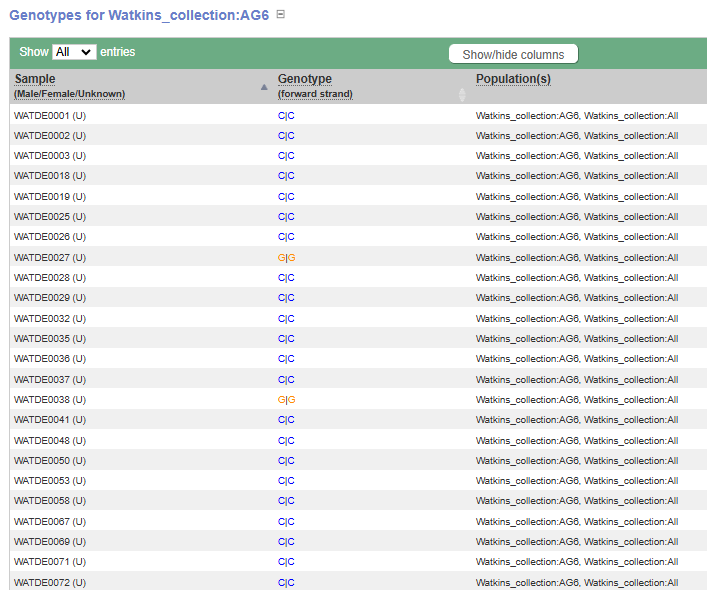 Genotypes for Watkins_collection:AG6
Show All entries Show/hide columns
Sample Genotype Population(s)
(Male/Female/Unknown) (forward strand)
WATDE0001 (U) C|C Watkins_collection:AG6, Watkins_collection:All
WATDE0002 (U) C|C Watkins_collection:AG6, Watkins_collection:All
WATDE0003 (U) C|C Watkins_collection:AG6, Watkins_collection:All
WATDE0018 (U) C|C Watkins_collection:AG6, Watkins_collection:All
WATDE0019 (U) C|C Watkins_collection:AG6, Watkins_collection:All
WATDE0025 (U) C|C Watkins_collection:AG6, Watkins_collection:All
WATDE0026 (U) C|C Watkins_collection:AG6, Watkins_collection:All
WATDE0027 (U) G|G Watkins_collection:AG6, Watkins_collection:All
WATDE0028 (U) C|C Watkins_collection:AG6, Watkins_collection:All
WATDE0029 (U) C|C Watkins_collection:AG6, Watkins_collection:All
WATDE0032 (U) C|C Watkins_collection:AG6, Watkins_collection:All
WATDE0035 (U) C|C Watkins_collection:AG6, Watkins_collection:All
WATDE0036 (U) C|C Watkins_collection:AG6, Watkins_collection:All
WATDE0037 (U) C|C Watkins_collection:AG6, Watkins_collection:All
WATDE0038 (U) G|G Watkins_collection:AG6, Watkins_collection:All
WATDE0041 (U) C|C Watkins_collection:AG6, Watkins_collection:All
WATDE0048 (U) C|C Watkins_collection:AG6, Watkins_collection:All
WATDE0050 (U) C|C Watkins_collection:AG6, Watkins_collection:All
WATDE0053 (U) C|C Watkins_collection:AG6, Watkins_collection:All
WATDE0058 (U) C|C Watkins_collection:AG6, Watkins_collection:All
WATDE0067 (U) C|C Watkins_collection:AG6, Watkins_collection:All
WATDE0069 (U) C|C Watkins_collection:AG6, Watkins_collection:All
WATDE0071 (U) C|C Watkins_collection:AG6, Watkins_collection:All
WATDE0072 (U) C|C Watkins_collection:AG6, Watkins_collection:All